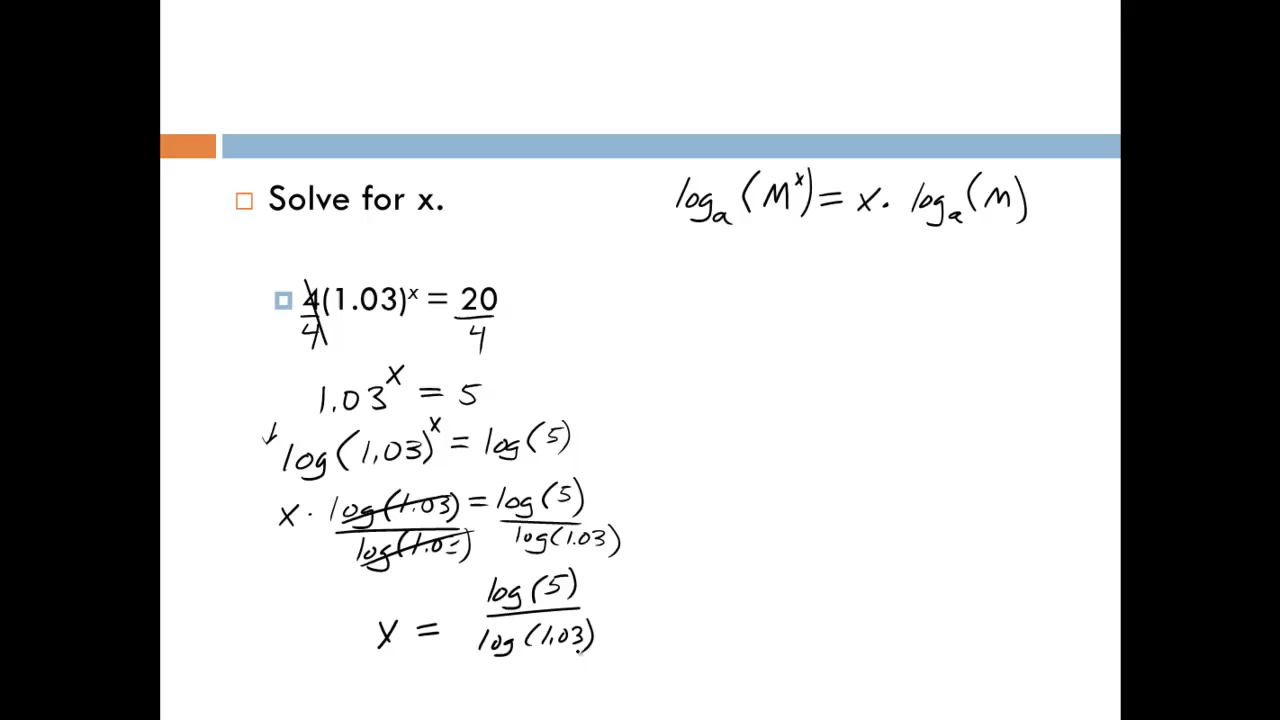 Solve for x.
logₐ(Mˣ) = x · logₐ(M)
4(1.03)ˣ = 20
4 4
1.03ˣ = 5
↓ log(1.03)ˣ = log(5)
x · log(1.03) = log(5)
log(1.03) log(1.03)
x = log(5)
log(1.03)